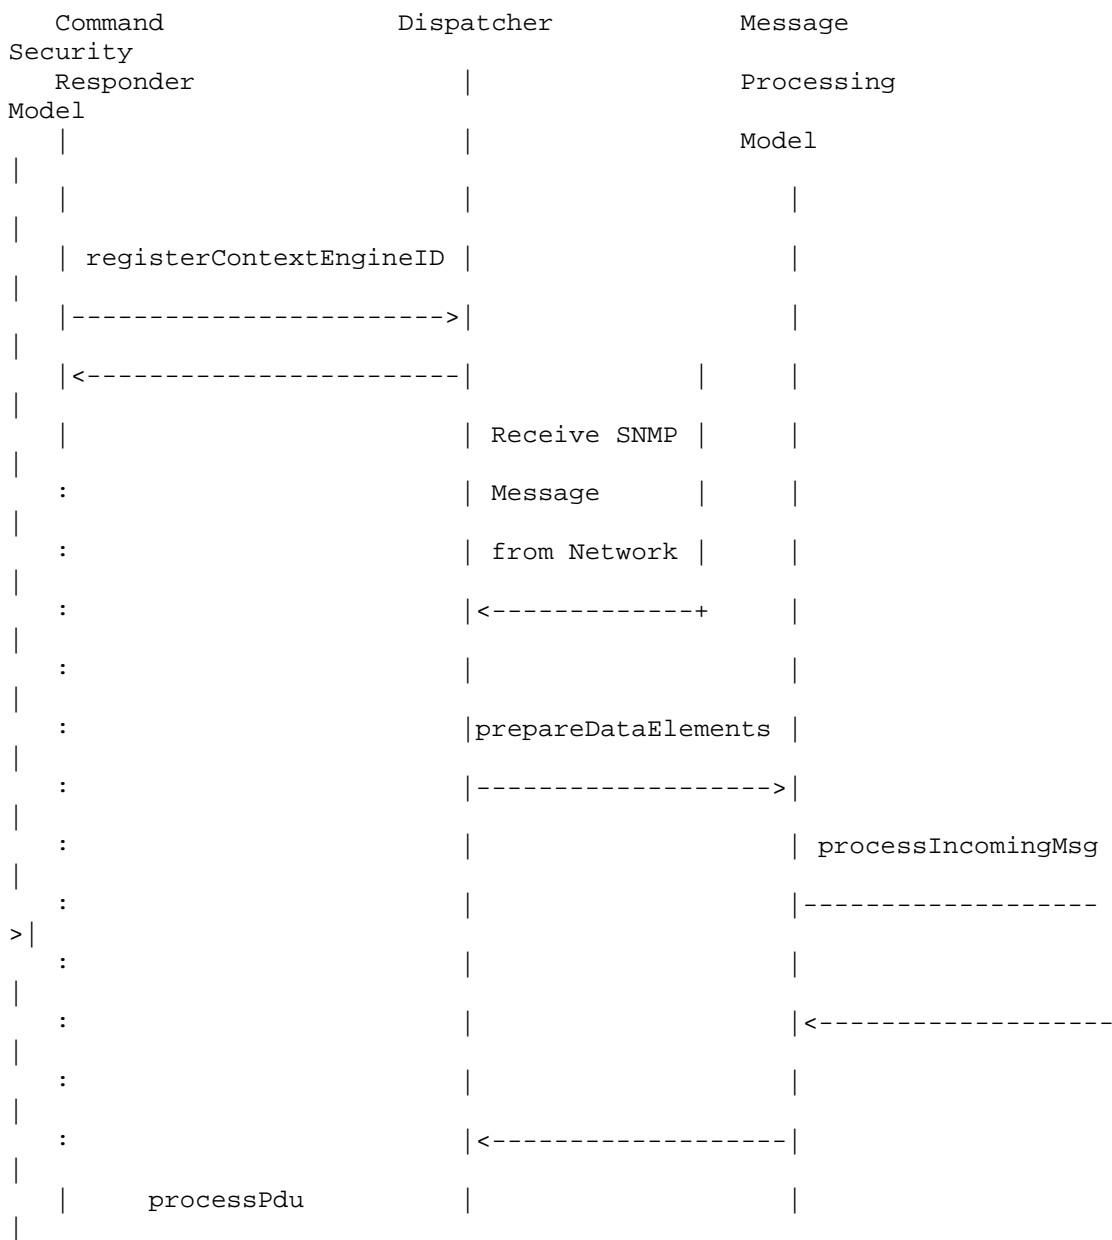 Command               Dispatcher            Message
Security
Responder                 |                 Processing
Model
|                         |                 Model
|
|                         |                    |
|
| registerContextEngineID |                    |
|
|------------------------>|                    |
|
|<------------------------|              |     |
|
|                         | Receive SNMP |     |
|
:                         | Message      |     |
|
:                         | from Network |     |
|
:                         |<-------------+     |
|
:                         |                    |
|
:                         |prepareDataElements |
|
:                         |------------------->|
|
:                         |                    | processIncomingMsg
|
:                         |                    |-------------------
>|
:                         |                    |
|
:                         |                    |<-------------------
|
:                         |                    |
|
:                         |<-------------------|
|
|     processPdu          |                    |
|